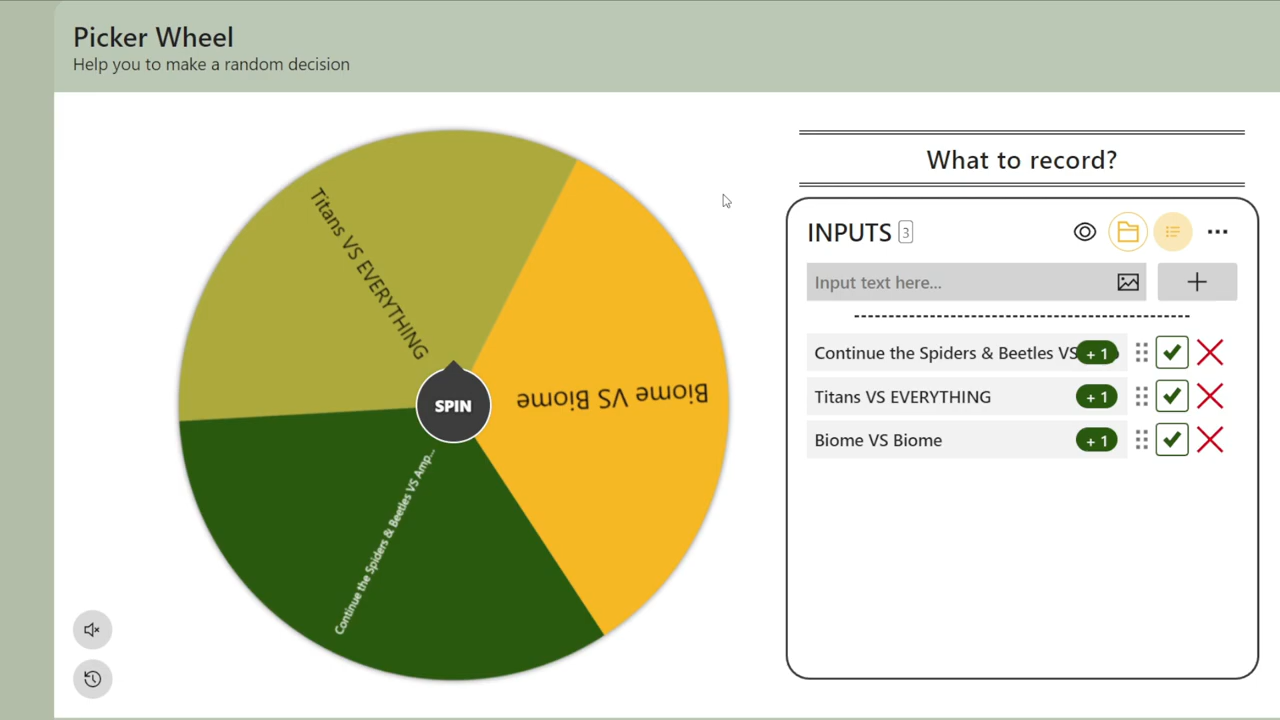 Picker Wheel
Help you to make a random decision
Titans VS EVERYTHING
Biome VS Biome
SPIN
Continue the Spiders & Beetles VS Amp...
What to record?
INPUTS 3
Input text here...
Continue the Spiders & Beetles VS + 1
Titans VS EVERYTHING + 1
Biome VS Biome + 1